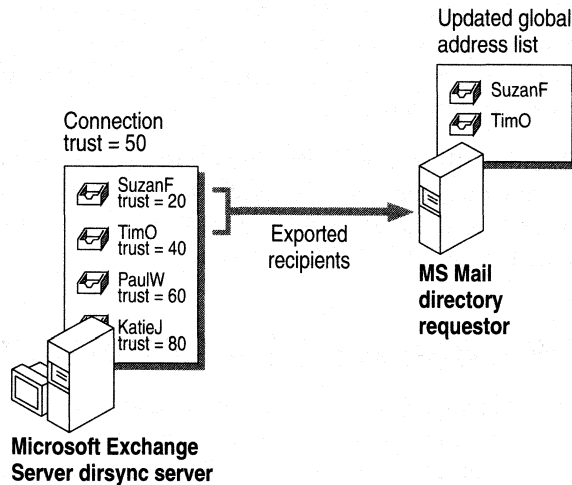 Updated global
address list
SuzanF
TimO
Connection
trust = 50
SuzanF
trust = 20
TimO
trust = 40
PaulW
trust = 60
KatieJ
trust = 80
Exported
recipients
MS Mail
directory
requestor
Microsoft Exchange
Server dirsync server